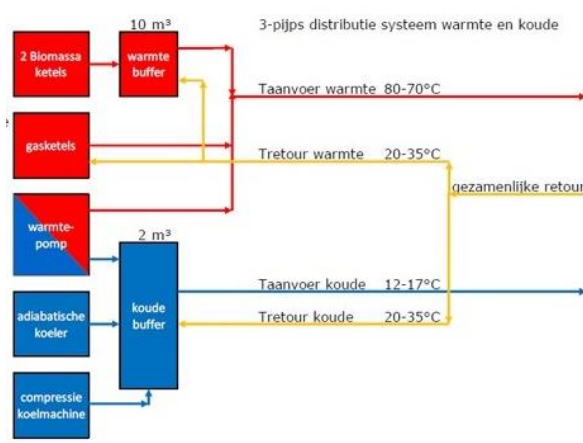 10 m³
3-pijps distributie systeem warmte en koude
2 Biomassa
ketels
warmte
buffer
Taanvoer warmte 80-70°C
e
gasketels
Tretour warmte 20-35°C
gezamenlijke retour
warmte-
pomp
2 m³
koude
buffer
Taanvoer koude 12-17°C
adiabatische
koeler
Tretour koude 20-35°C
compressie
koelmachine